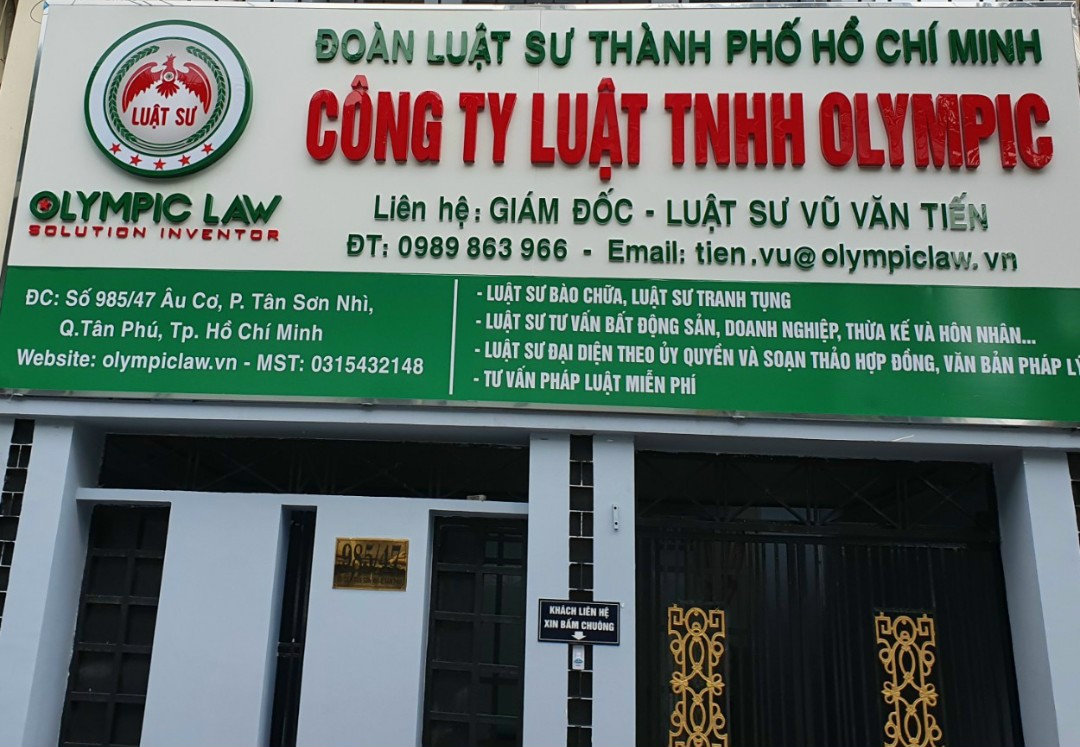 ĐOÀN LUẬT SƯ THÀNH PHỐ HỒ CHÍ MINH
CÔNG TY LUẬT TNHH OLYMPIC
LUẬT SƯ
OLYMPIC LAW
SOLUTION INVENTOR
Liên hệ: GIÁM ĐỐC - LUẬT SƯ VŨ VĂN TIẾN
ĐT: 0989 863 966 - Email: tien.vu@olympiclaw.vn
ĐC: Số 985/47 Âu Cơ, P. Tân Sơn Nhì,
Q.Tân Phú, Tp. Hồ Chí Minh
Website: olympiclaw.vn - MST: 0315432148
- LUẬT SƯ BÀO CHỮA, LUẬT SƯ TRANH TỤNG
- LUẬT SƯ TƯ VẤN BẤT ĐỘNG SẢN, DOANH NGHIỆP, THỪA KẾ VÀ HÔN NHÂN...
- LUẬT SƯ ĐẠI DIỆN THEO ỦY QUYỀN VÀ SOẠN THẢO HỢP ĐỒNG, VĂN BẢN PHÁP LÝ
- TƯ VẤN PHÁP LUẬT MIỄN PHÍ
985/47
KHÁCH LIÊN HỆ
XIN BẤM CHUÔNG